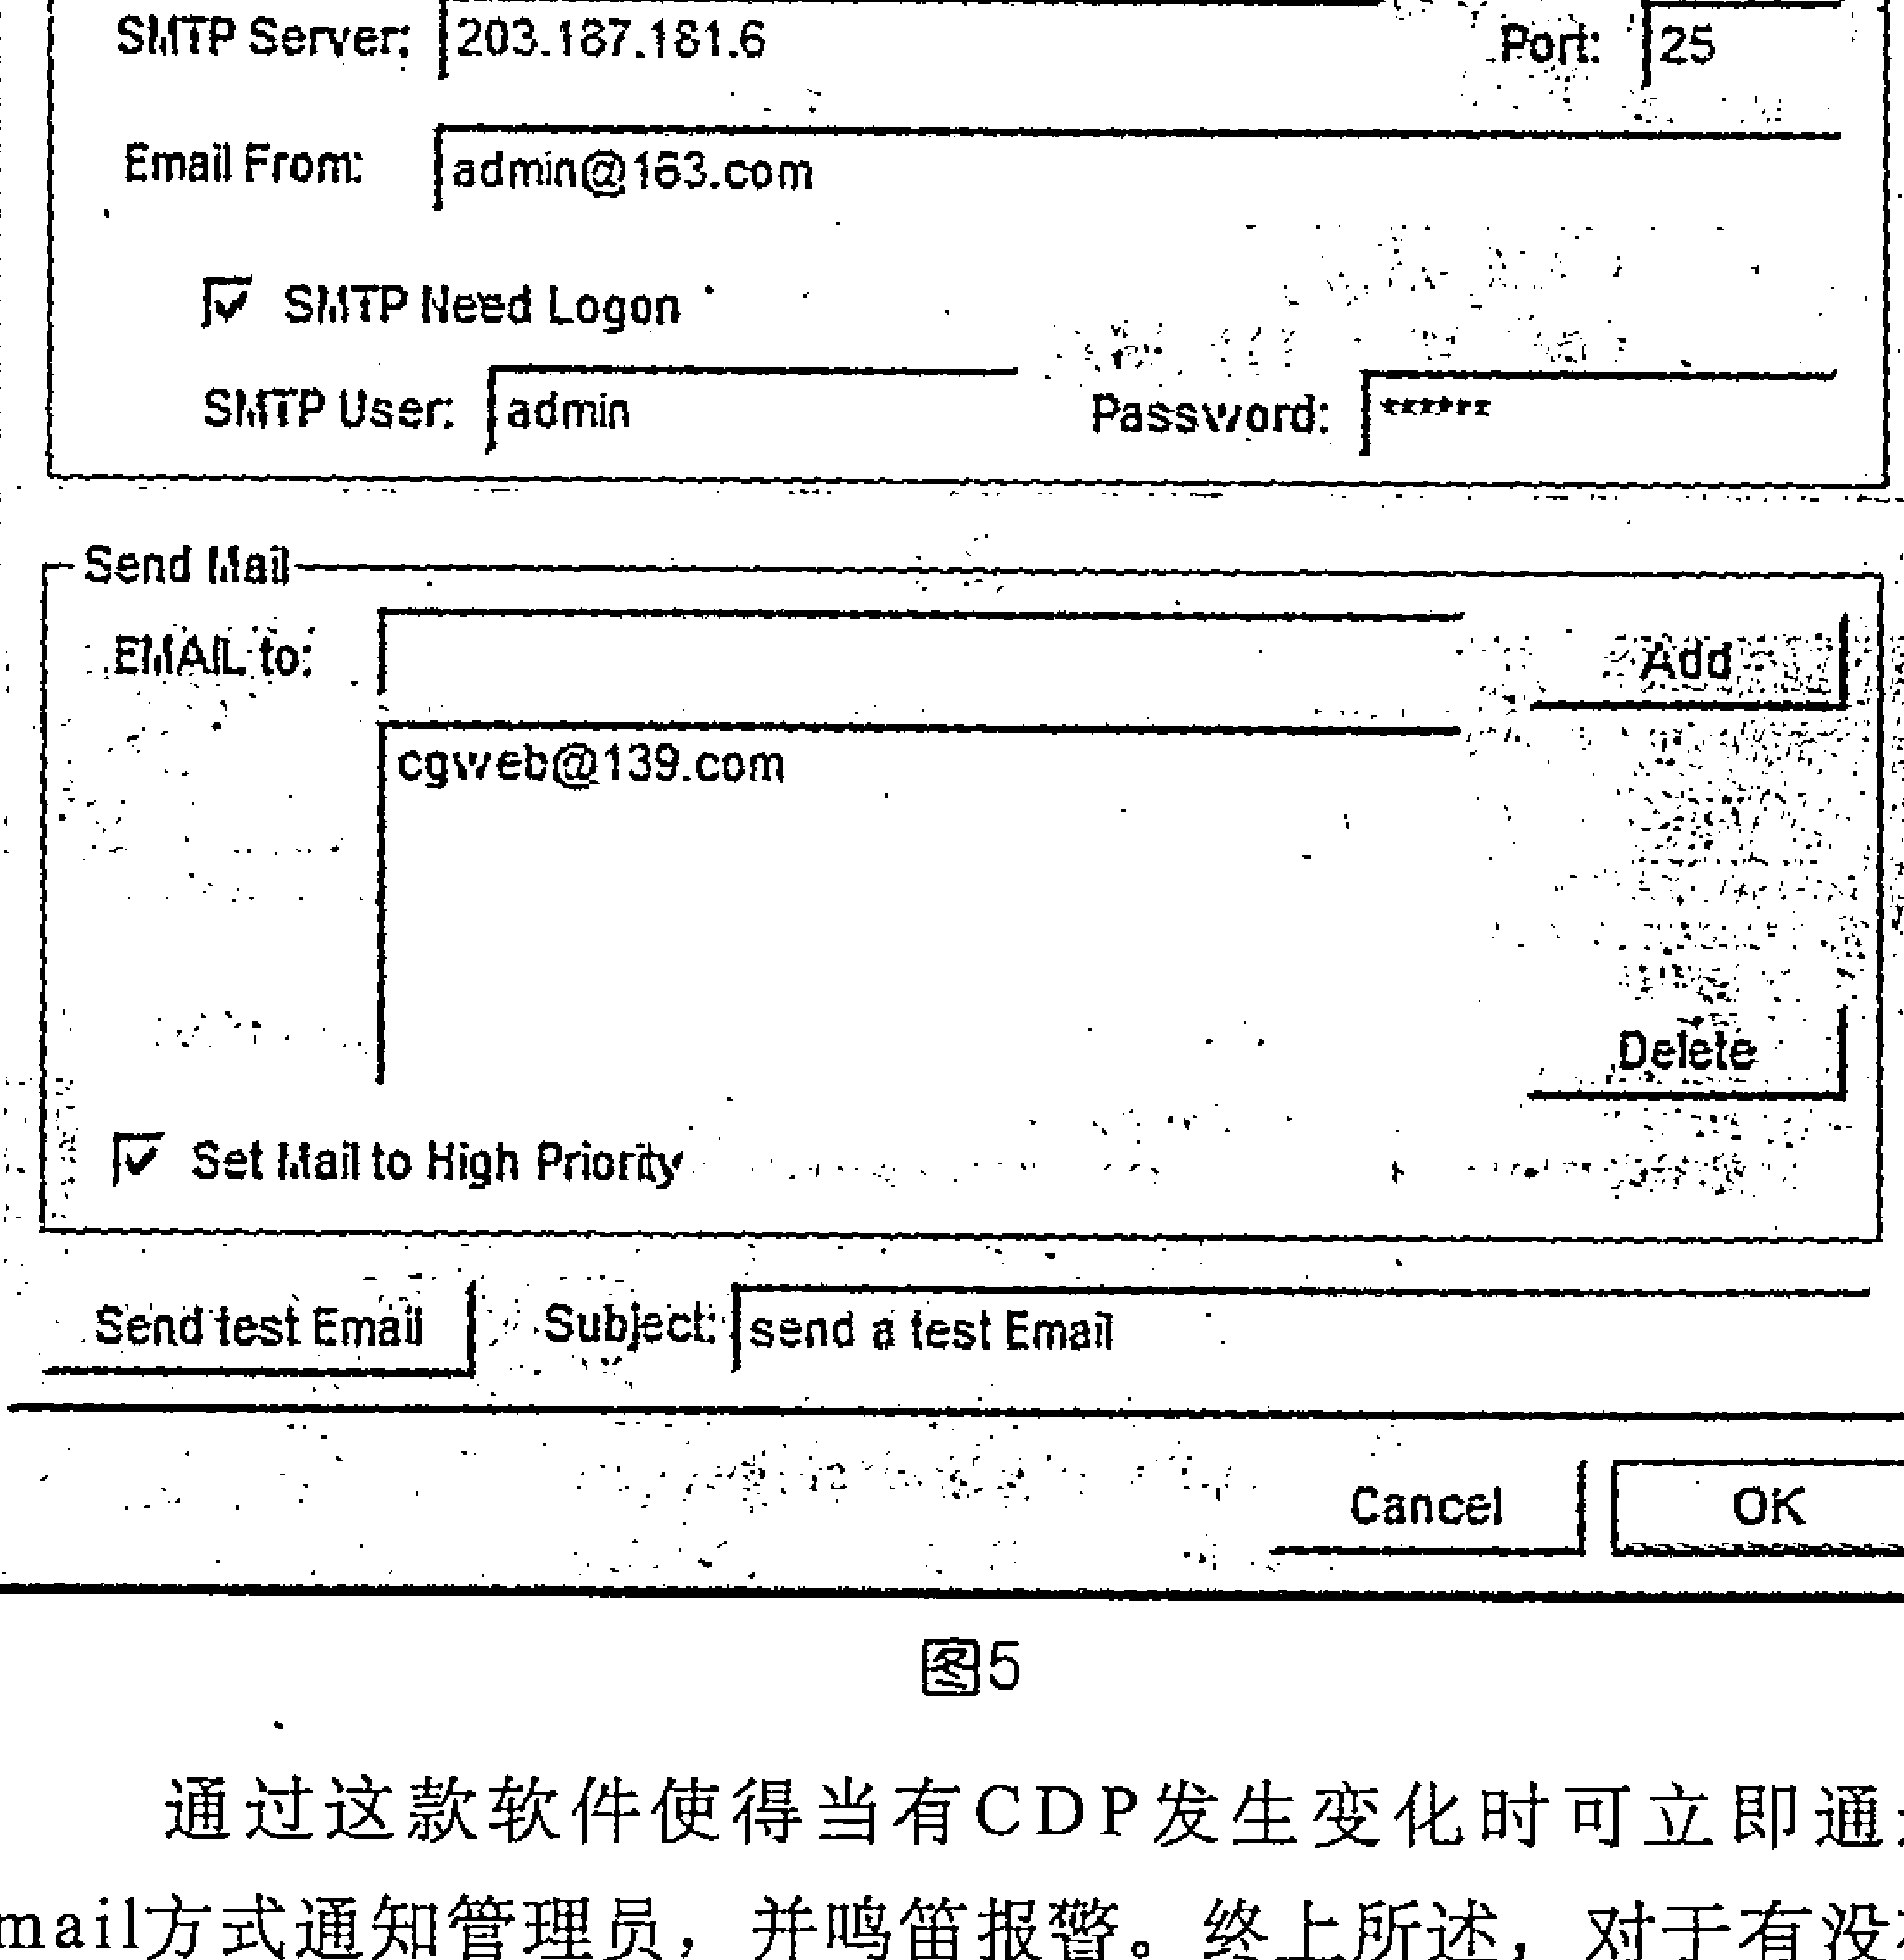 SMTP Server: 203.187.181.6 Port: 25
Email From: admin@163.com
SMTP Need Logon
SMTP User: admin Password: ******
Send Mail
EMAIL to: Add
cgweb@139.com
Delete
Set Mail to High Priority
Send test Email Subject: send a test Email
Cancel OK
图5
通过这款软件使得当有CDP发生变化时可立即通
mail方式通知管理员，并鸣笛报警。终上所述，对于有没